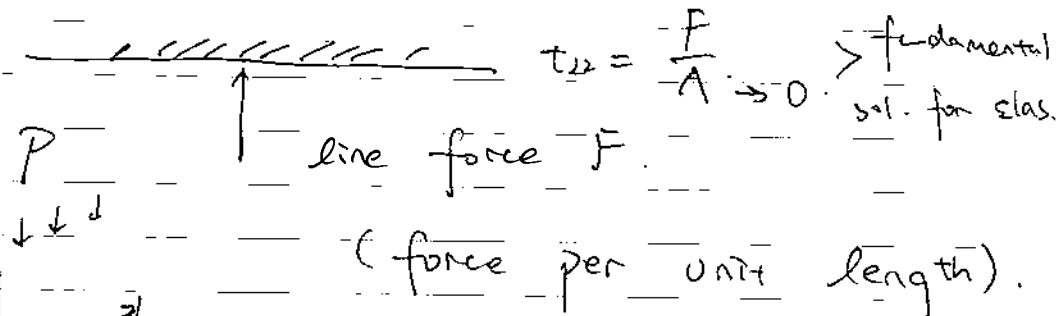 t₂₂ = F/A → 0 > fundamental
sol. for elas.
P line force F.
(force per unit length).